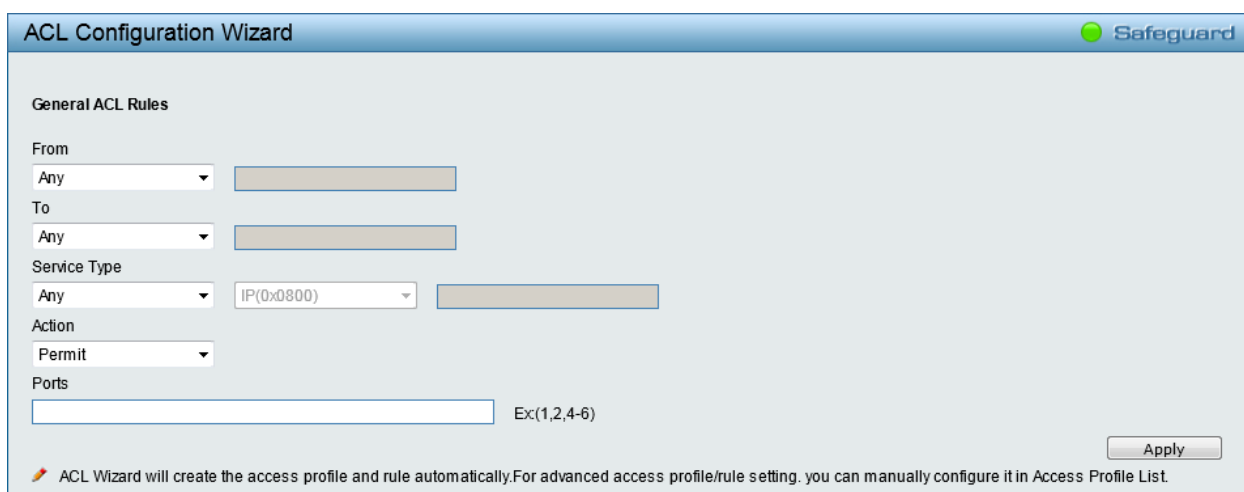 ACL Configuration Wizard
Safeguard
General ACL Rules
From
Any
To
Any
Service Type
Any IP(0x0800)
Action
Permit
Ports
Ex:(1,2,4-6)
Apply
ACL Wizard will create the access profile and rule automatically.For advanced access profile/rule setting. you can manually configure it in Access Profile List.